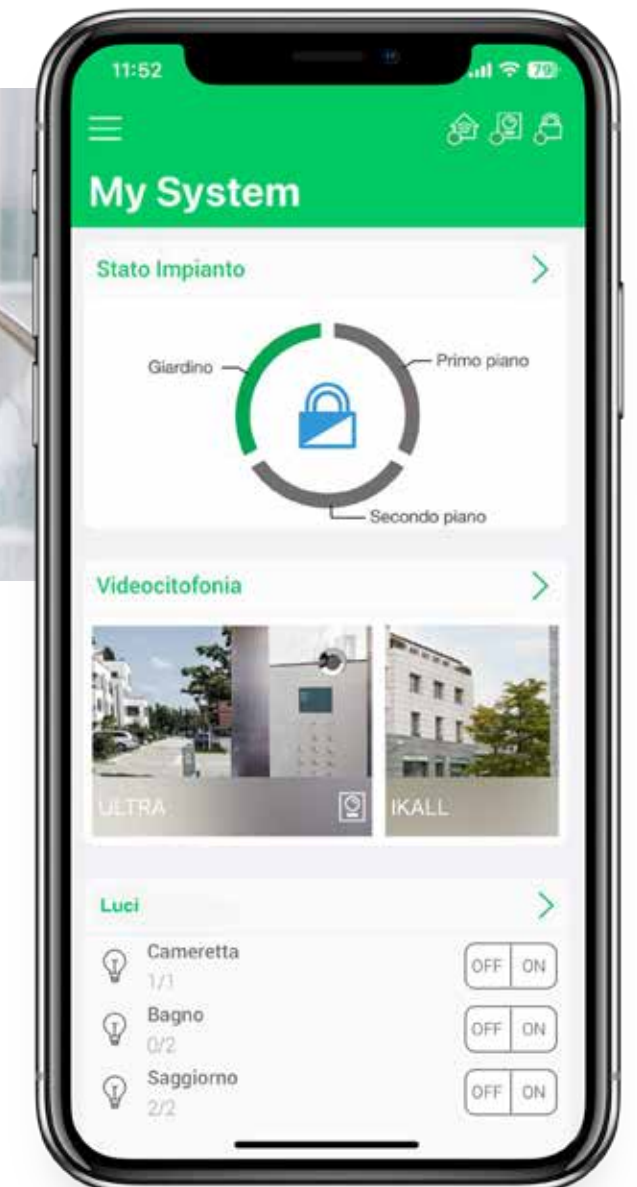 11:52
79
My System
Stato Impianto
Giardino
Primo piano
Secondo piano
Videocitofonia
ULTRA
IKALL
Luci
Cameretta
1/1
OFF ON
Bagno
0/2
OFF ON
Saggiorno
2/2
OFF ON